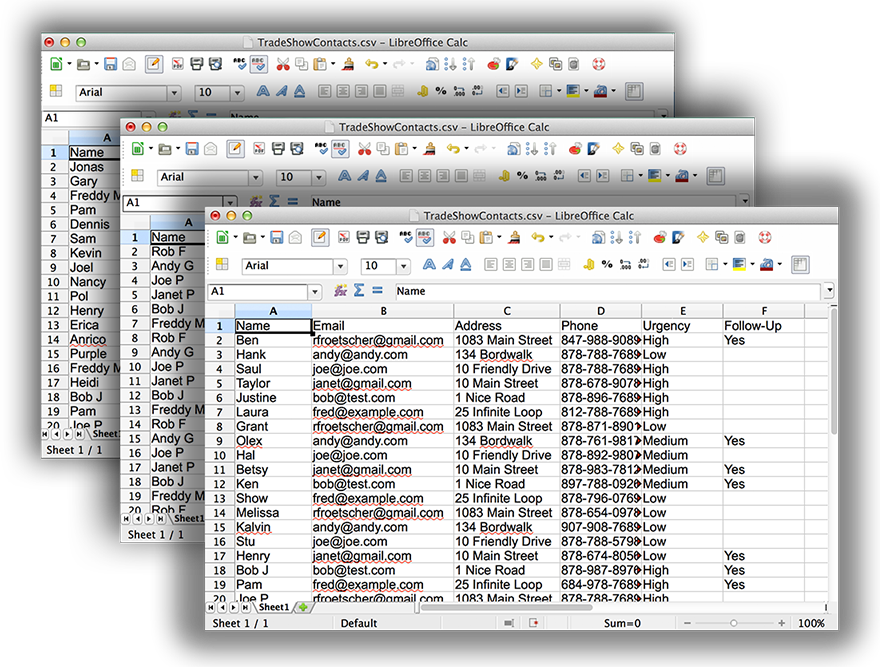 TradeShowContacts.csv – LibreOffice Calc
Arial 10
A1 Name
A
1 Name
2 Jonas
3 Gary
4 Freddy M
5 Pam
6 Dennis
7 Sam
8 Kevin
9 Joel
10 Nancy
11 Pol
12 Henry
13 Erica
14 Anrico
15 Purple
16 Freddy M
17 Heidi
18 Bob J
19 Pam
20 Joe P
Sheet1
Sheet 1 / 1
TradeShowContacts.csv – LibreOffice Calc
Arial 10
A1 Name
A
1 Name
2 Rob F
3 Andy G
4 Joe P
5 Janet P
6 Bob J
7 Freddy M
8 Rob F
9 Andy G
10 Joe P
11 Janet P
12 Bob J
13 Freddy M
14 Rob F
15 Andy G
16 Joe P
17 Janet P
18 Bob J
19 Freddy M
20 Rob F
Sheet1
Sheet 1 / 1
TradeShowContacts.csv – LibreOffice Calc
Arial 10
A1 Name
A B C D E F
1 Name Email Address Phone Urgency Follow-Up
2 Ben rfroetscher@gmail.com 1083 Main Street 847-988-9089 High Yes
3 Hank andy@andy.com 134 Bordwalk 878-788-7689 Low
4 Saul joe@joe.com 10 Friendly Drive 878-788-7689 High
5 Taylor janet@gmail.com 10 Main Street 878-678-9078 High
6 Justine bob@test.com 1 Nice Road 878-896-7689 High
7 Laura fred@example.com 25 Infinite Loop 812-788-7689 High
8 Grant rfroetscher@gmail.com 1083 Main Street 878-871-8901 Low
9 Olex andy@andy.com 134 Bordwalk 878-761-9817 Medium Yes
10 Hal joe@joe.com 10 Friendly Drive 878-892-9807 Medium
11 Betsy janet@gmail.com 10 Main Street 878-983-7812 Medium Yes
12 Ken bob@test.com 1 Nice Road 897-788-0926 Medium Yes
13 Show fred@example.com 25 Infinite Loop 878-796-0769 Low
14 Melissa rfroetscher@gmail.com 1083 Main Street 878-654-0978 Low
15 Kalvin andy@andy.com 134 Bordwalk 907-908-7689 Low
16 Stu joe@joe.com 10 Friendly Drive 878-788-5798 Low
17 Henry janet@gmail.com 10 Main Street 878-674-8056 Low Yes
18 Bob J bob@test.com 1 Nice Road 878-987-8976 High Yes
19 Pam fred@example.com 25 Infinite Loop 684-978-7689 High Yes
20 Joe P rfroetscher@gmail.com 1083 Main Street 878-788-7689 High
Sheet1
Sheet 1 / 1 Default Sum=0 100%